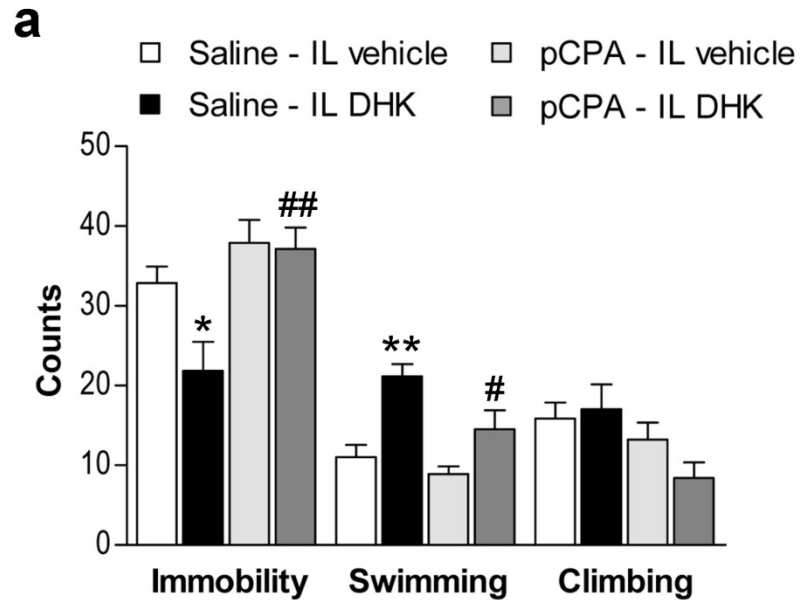 a
Saline - IL vehicle
pCPA - IL vehicle
Saline - IL DHK
pCPA - IL DHK
50
40
30
20
10
0
Counts
##
*
**
#
Immobility Swimming Climbing